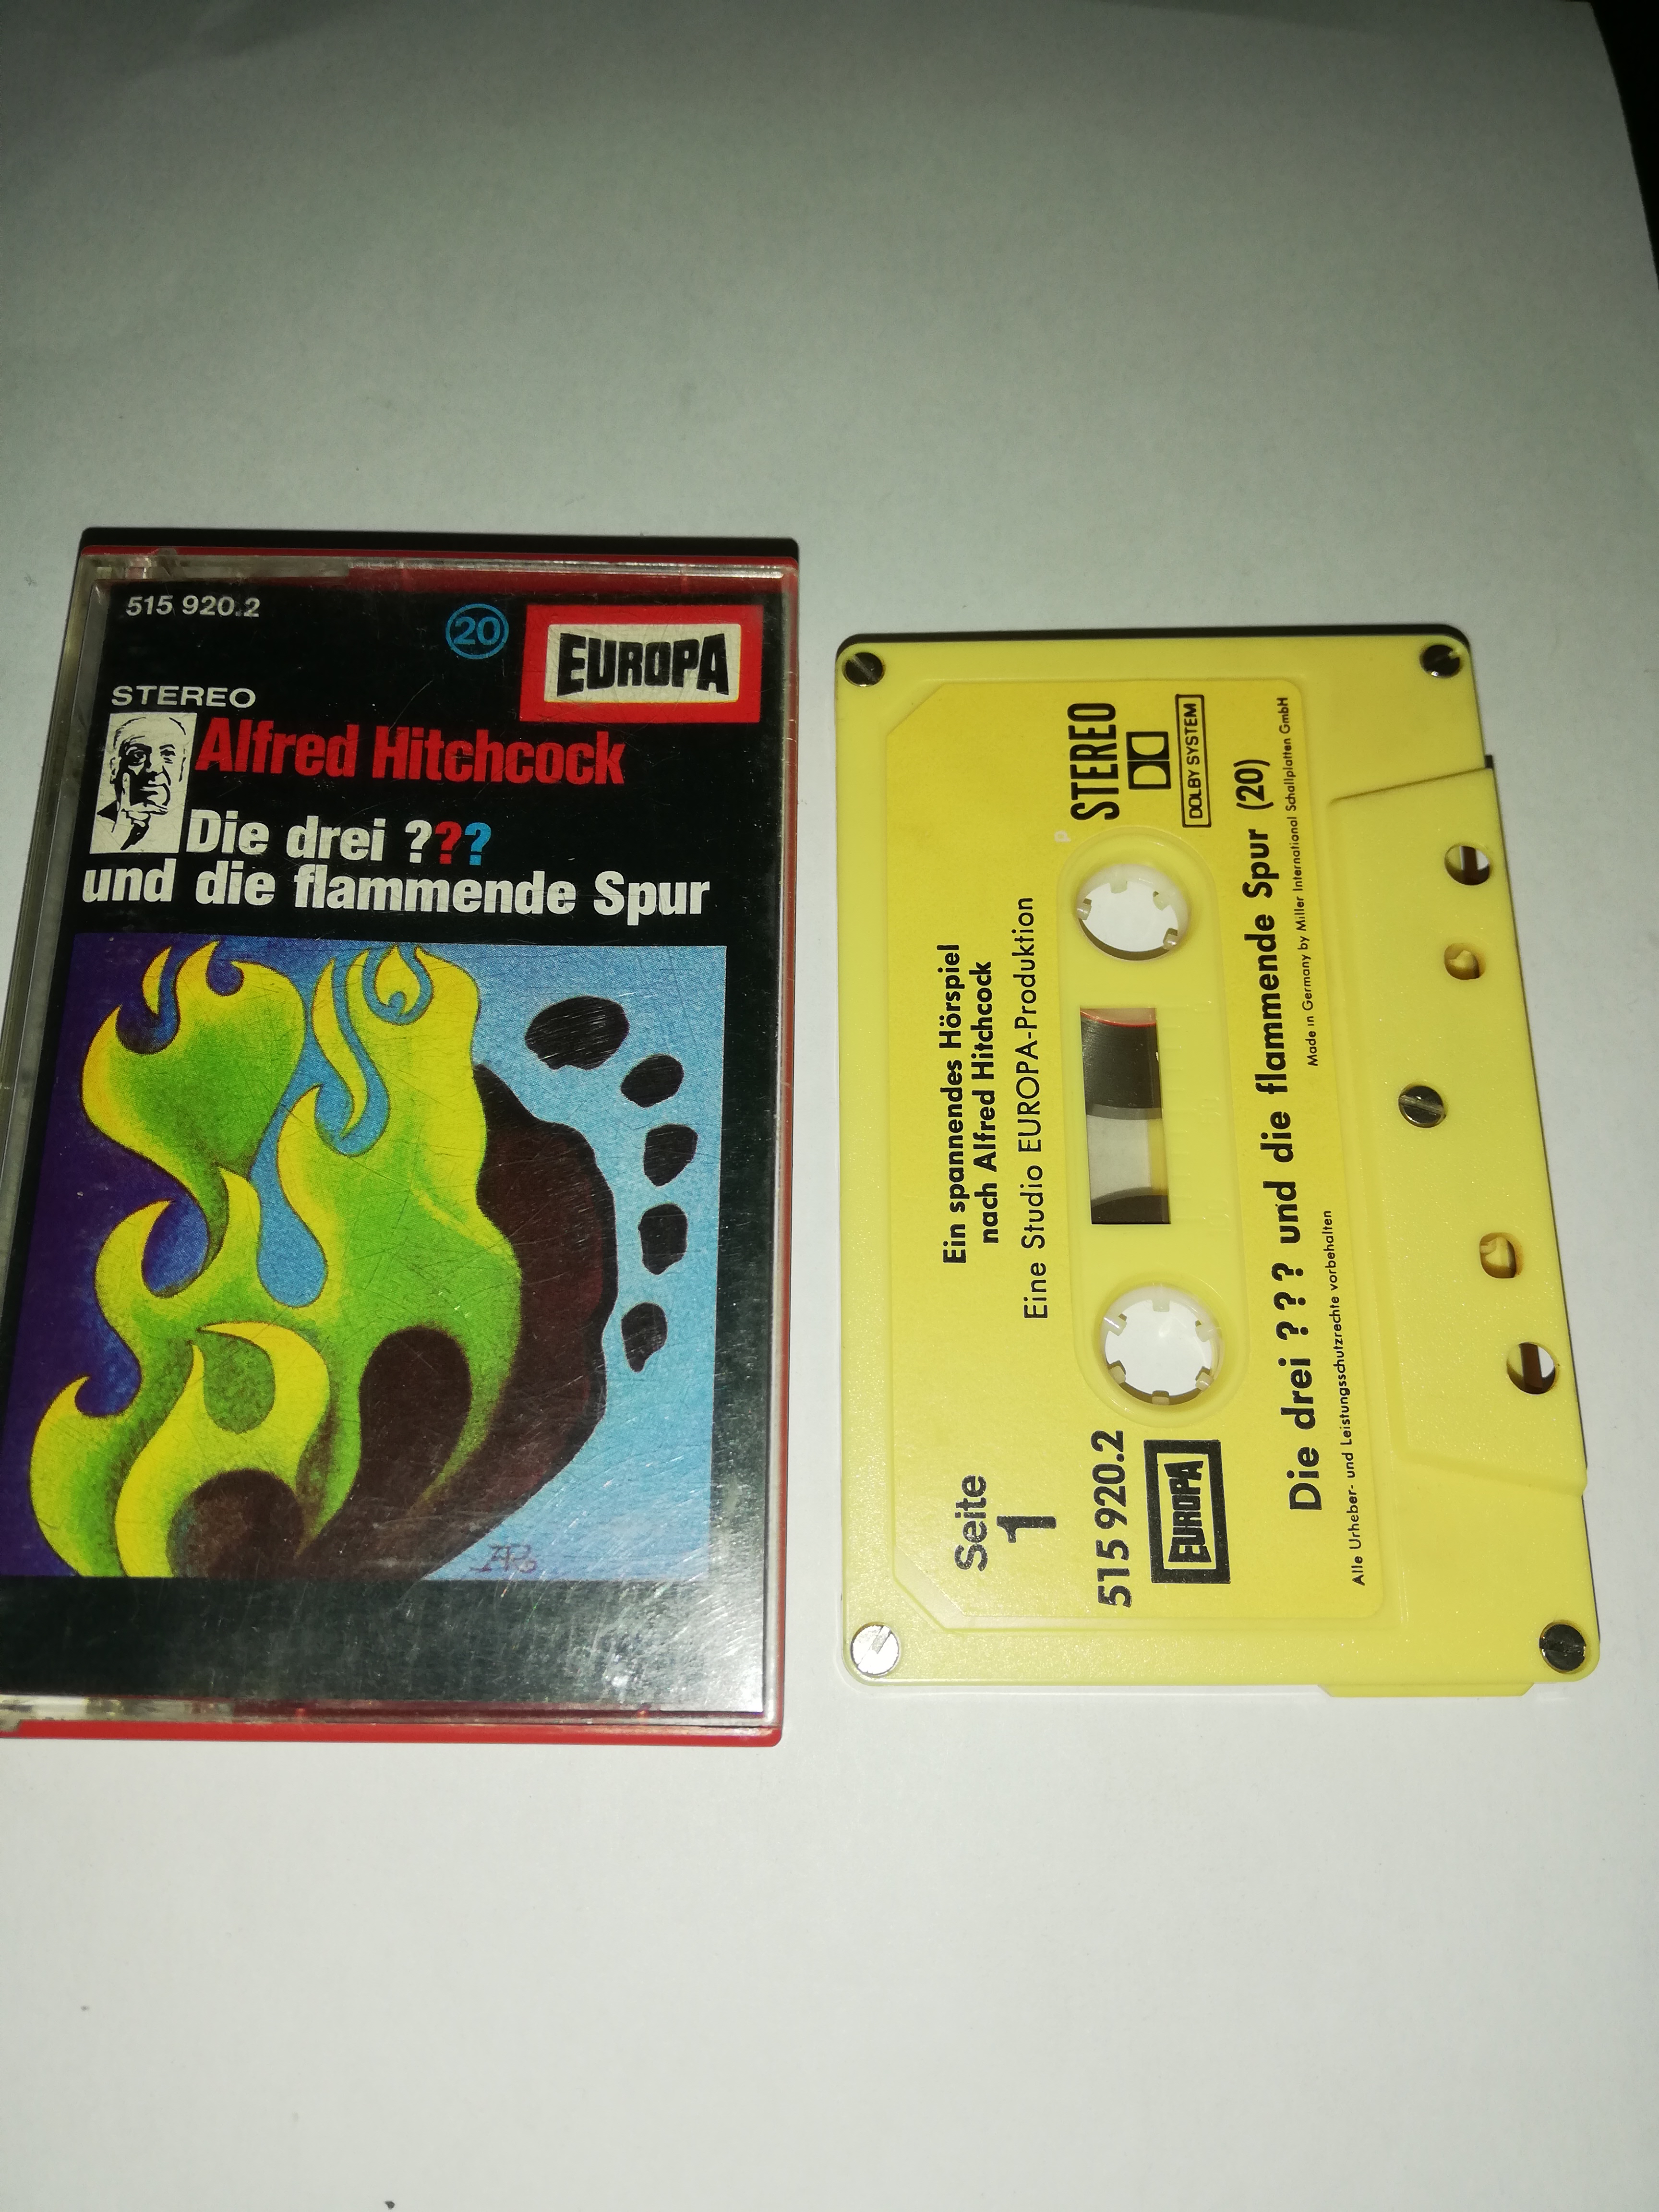 515 920.2
20
EUROPA
STEREO
Alfred Hitchcock
Die drei ???
und die flammende Spur
Ein spannendes Hörspiel
nach Alfred Hitchcock
Eine Studio EUROPA-Produktion
Seite
1
STEREO
DOLBY SYSTEM
515 920.2
EUROPA
Die drei ? ? ? und die flammende Spur (20)
Made in Germany by Miller International Schallplatten GmbH
Alle Urheber- und Leistungsschutzrechte vorbehalten